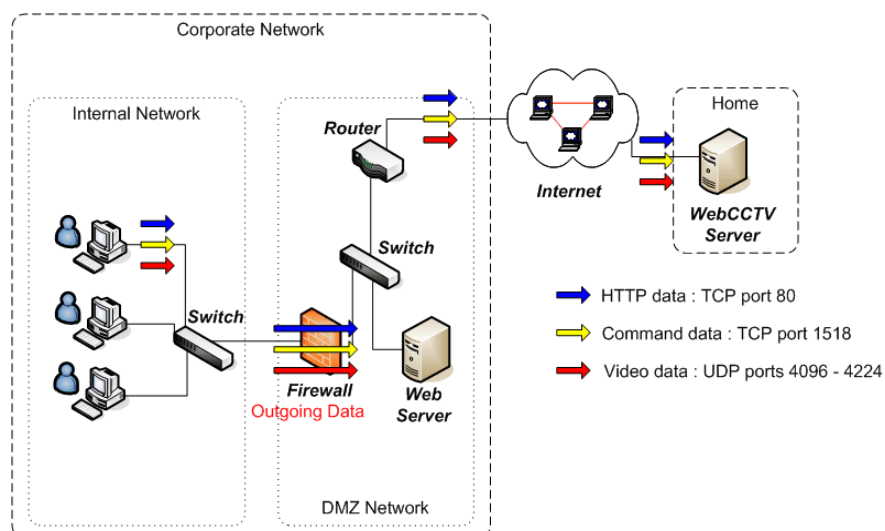 Corporate Network
Internal Network
Home
Router
Internet
WebCCTV
Server
Switch
Switch
HTTP data : TCP port 80
Command data : TCP port 1518
Video data : UDP ports 4096 - 4224
Firewall
Outgoing Data
Web
Server
DMZ Network